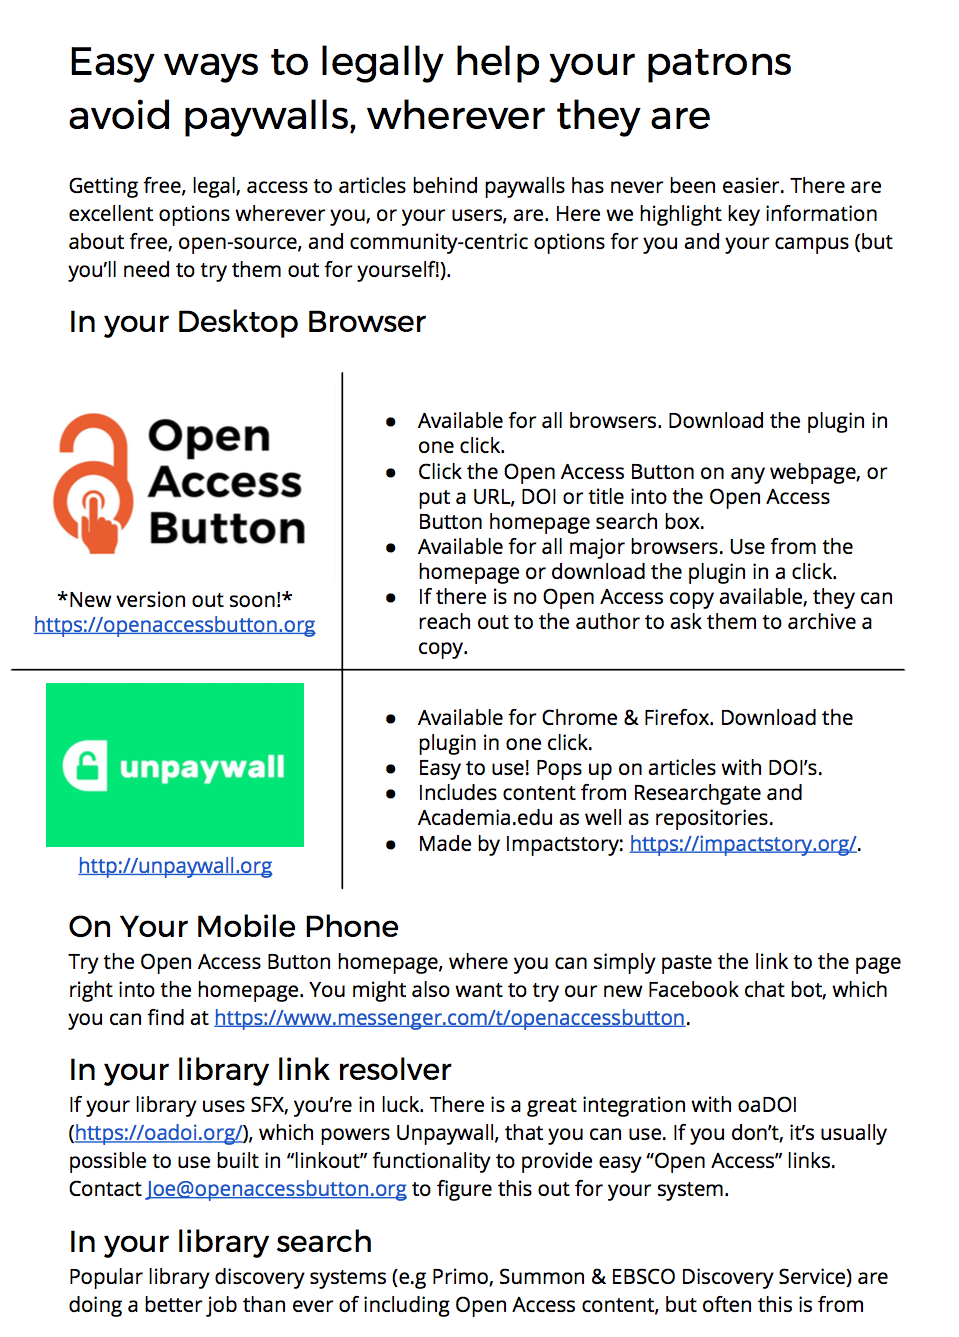 Easy ways to legally help your patrons
avoid paywalls, wherever they are
Getting free, legal, access to articles behind paywalls has never been easier. There are
excellent options wherever you, or your users, are. Here we highlight key information
about free, open-source, and community-centric options for you and your campus (but
you’ll need to try them out for yourself!).
In your Desktop Browser
Open
Access
Button
*New version out soon!*
https://openaccessbutton.org
● Available for all browsers. Download the plugin in
one click.
● Click the Open Access Button on any webpage, or
put a URL, DOI or title into the Open Access
Button homepage search box.
● Available for all major browsers. Use from the
homepage or download the plugin in a click.
● If there is no Open Access copy available, they can
reach out to the author to ask them to archive a
copy.
unpaywall
http://unpaywall.org
● Available for Chrome & Firefox. Download the
plugin in one click.
● Easy to use! Pops up on articles with DOI’s.
● Includes content from Researchgate and
Academia.edu as well as repositories.
● Made by Impactstory: https://impactstory.org/.
On Your Mobile Phone
Try the Open Access Button homepage, where you can simply paste the link to the page
right into the homepage. You might also want to try our new Facebook chat bot, which
you can find at https://www.messenger.com/t/openaccessbutton.
In your library link resolver
If your library uses SFX, you’re in luck. There is a great integration with oaDOI
(https://oadoi.org/), which powers Unpaywall, that you can use. If you don’t, it’s usually
possible to use built in “linkout” functionality to provide easy “Open Access” links.
Contact Joe@openaccessbutton.org to figure this out for your system.
In your library search
Popular library discovery systems (e.g Primo, Summon & EBSCO Discovery Service) are
doing a better job than ever of including Open Access content, but often this is from